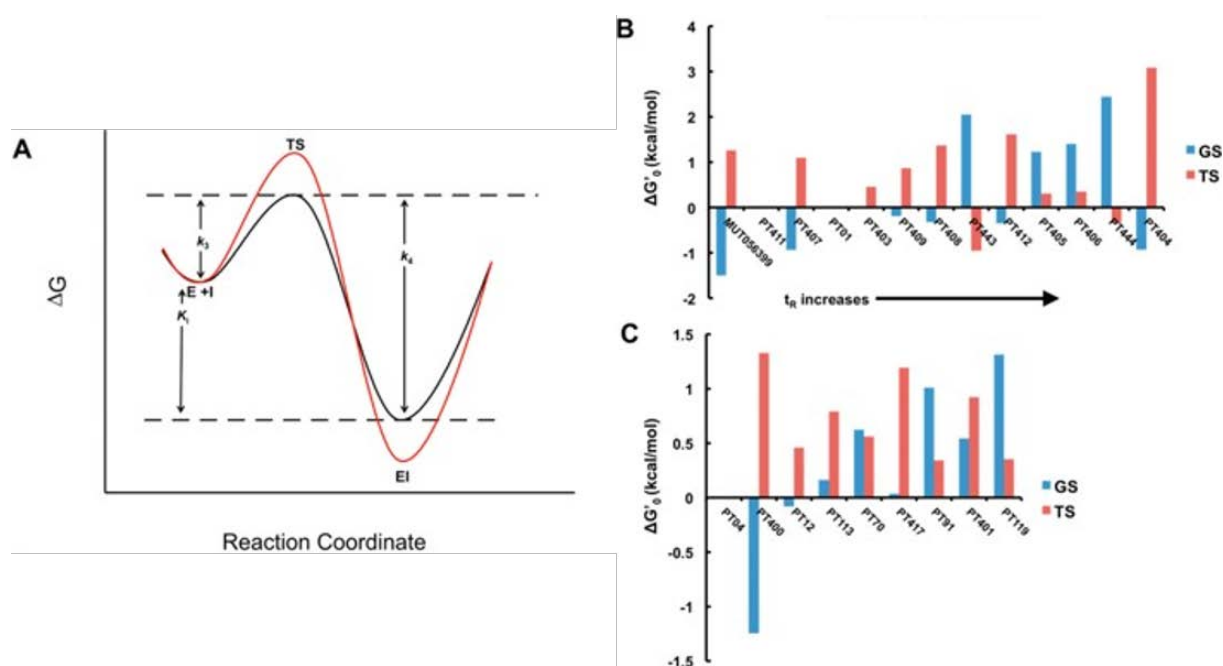 A
ΔG
TS
k₃
k₄
E +I
Kᵢ
EI
Reaction Coordinate
B
ΔG'₀ (kcal/mol)
4
3
2
1
0
-1
-2
MUT056399
PT411
PT407
PT01
PT403
PT409
PT408
PT443
PT412
PT405
PT406
PT444
PT404
GS
TS
tR increases
C
ΔG'₀ (kcal/mol)
1.5
1
0.5
0
-0.5
-1
-1.5
PT04
PT400
PT12
PT113
PT70
PT417
PT91
PT401
PT119
GS
TS